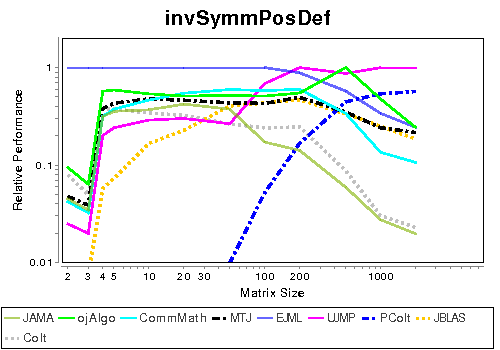 invSymmPosDef
Relative Performance
1
0.1
0.01
2 3 4 5 10 20 30 100 200 1000
Matrix Size
JAMA ojAlgo CommMath MTJ EJML UJMP PColt JBLAS
Colt